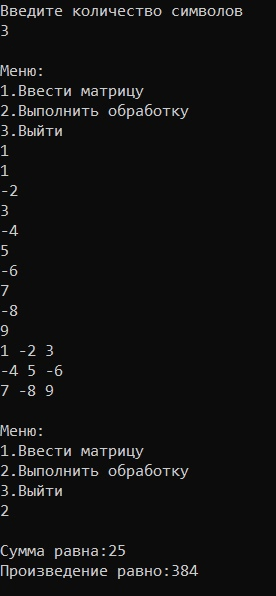 Введите количество символов
3
Меню:
1.Ввести матрицу
2.Выполнить обработку
3.Выйти
1
1
-2
3
-4
5
-6
7
-8
9
1 -2 3
-4 5 -6
7 -8 9
Меню:
1.Ввести матрицу
2.Выполнить обработку
3.Выйти
2
Сумма равна:25
Произведение равно:384